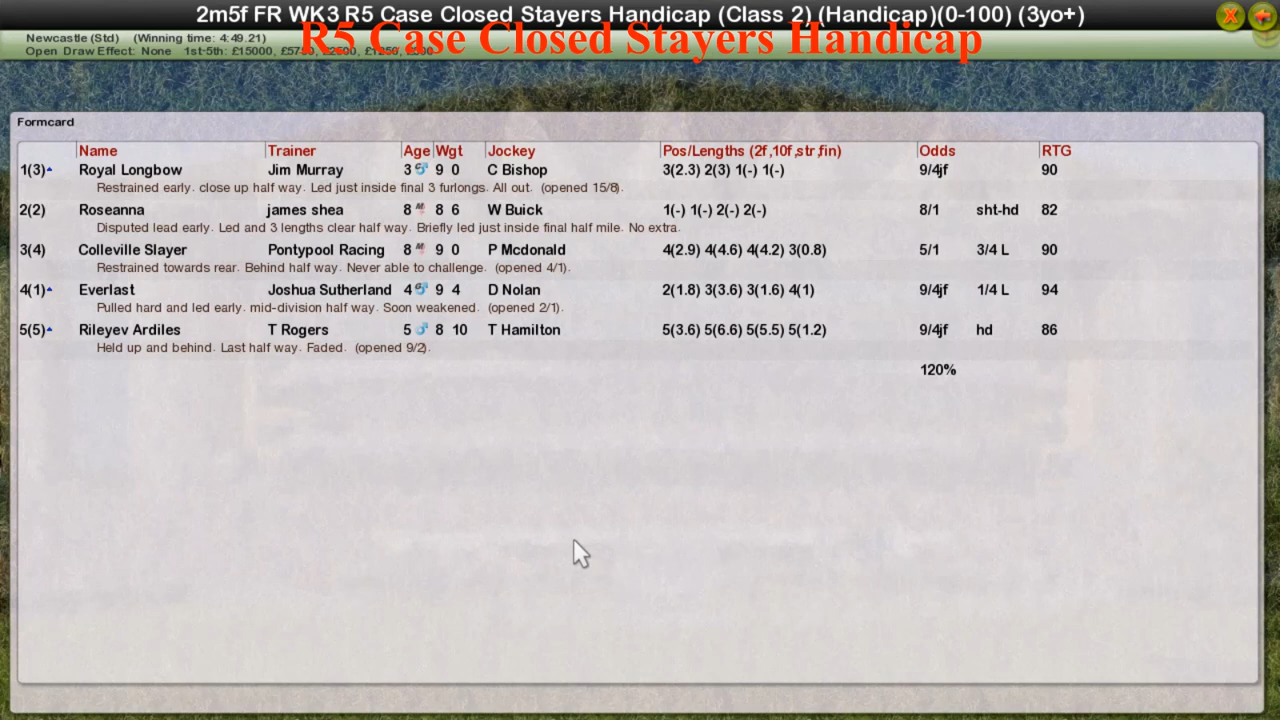 2m5f FR WK3 R5 Case Closed Stayers Handicap (Class 2) (Handicap)(0-100) (3yo+)
R5 Case Closed Stayers Handicap
Newcastle (Std) (Winning time: 4:49.21)
Open Draw Effect: None 1st-5th: £15000,
Formcard
Name Trainer Age Wgt Jockey Pos/Lengths (2f,10f,str,fin) Odds RTG
1(3) Royal Longbow Jim Murray 3 9 0 C Bishop 3(2.3) 2(3) 1(-) 1(-) 9/4jf 90
Restrained early. close up half way. Led just inside final 3 furlongs. All out. (opened 15/8).
2(2) Roseanna james shea 8 8 6 W Buick 1(-) 1(-) 2(-) 2(-) 8/1 sht-hd 82
Disputed lead early. Led and 3 lengths clear half way. Briefly led just inside final half mile. No extra.
3(4) Colleville Slayer Pontypool Racing 8 9 0 P Mcdonald 4(2.9) 4(4.6) 4(4.2) 3(0.8) 5/1 3/4 L 90
Restrained towards rear. Behind half way. Never able to challenge. (opened 4/1).
4(1) Everlast Joshua Sutherland 4 9 4 D Nolan 2(1.8) 3(3.6) 3(1.6) 4(1) 9/4jf 1/4 L 94
Pulled hard and led early. mid-division half way. Soon weakened. (opened 2/1).
5(5) Rileyev Ardiles T Rogers 5 8 10 T Hamilton 5(3.6) 5(6.6) 5(5.5) 5(1.2) 9/4jf hd 86
Held up and behind. Last half way. Faded. (opened 9/2).
120%